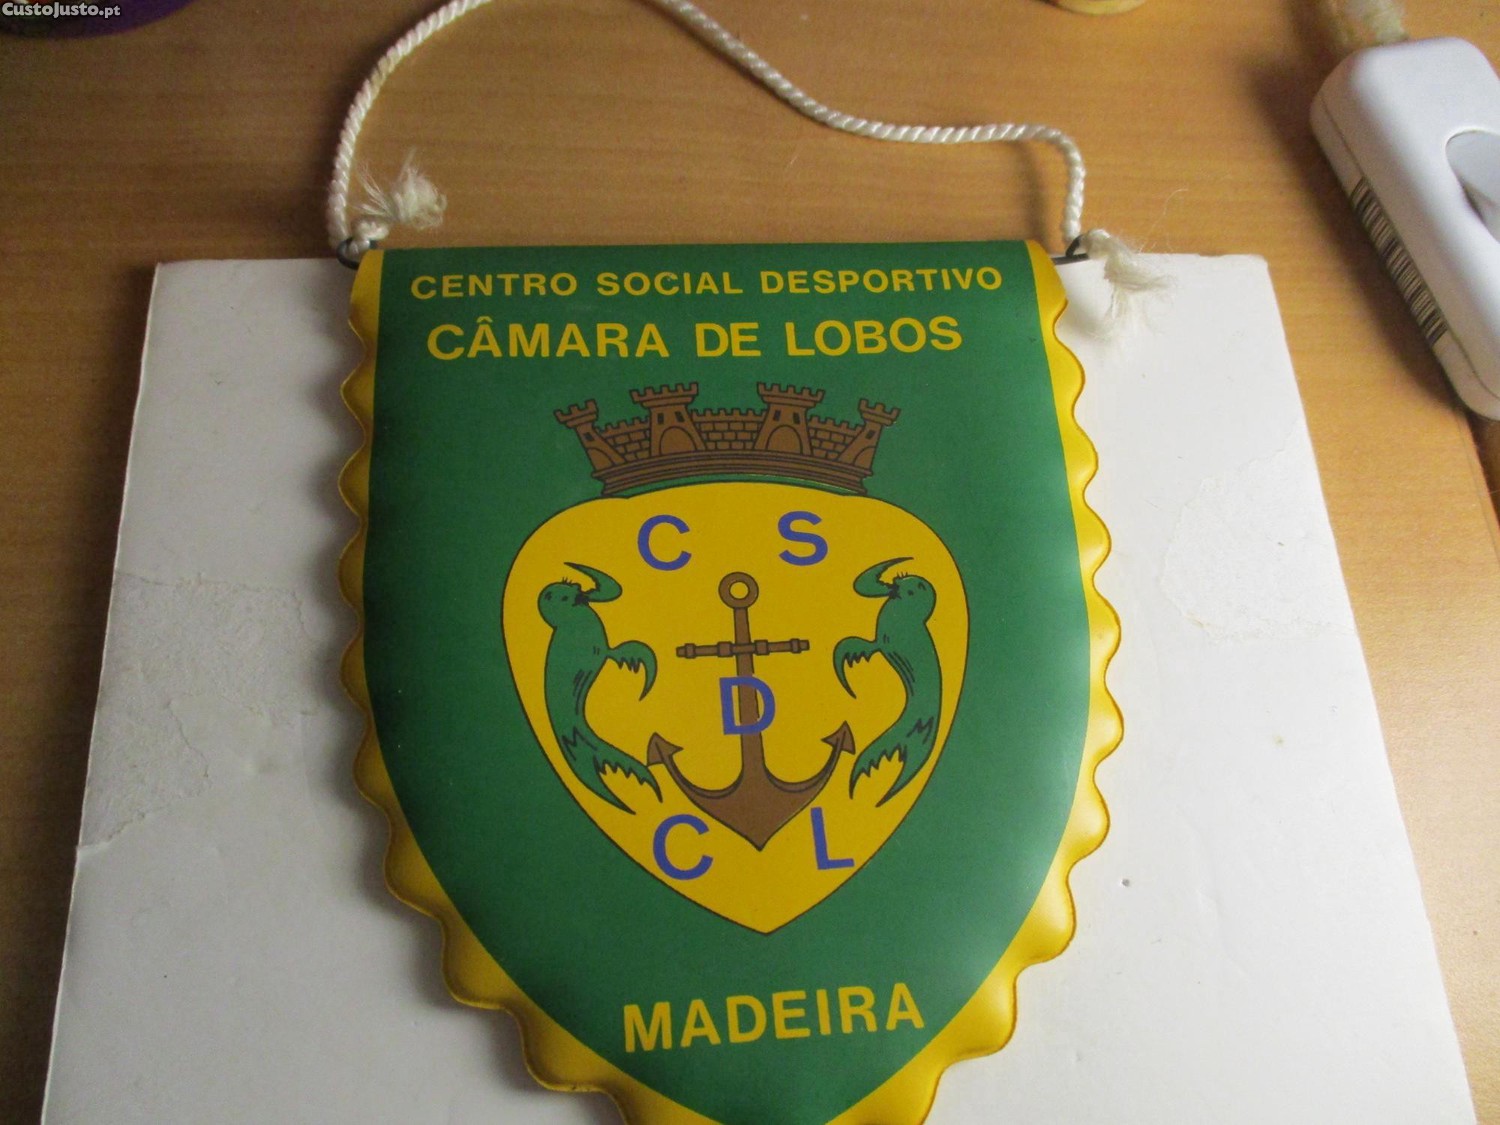 CustoJusto.pt
CENTRO SOCIAL DESPORTIVO
CÂMARA DE LOBOS
C S
D
C L
MADEIRA